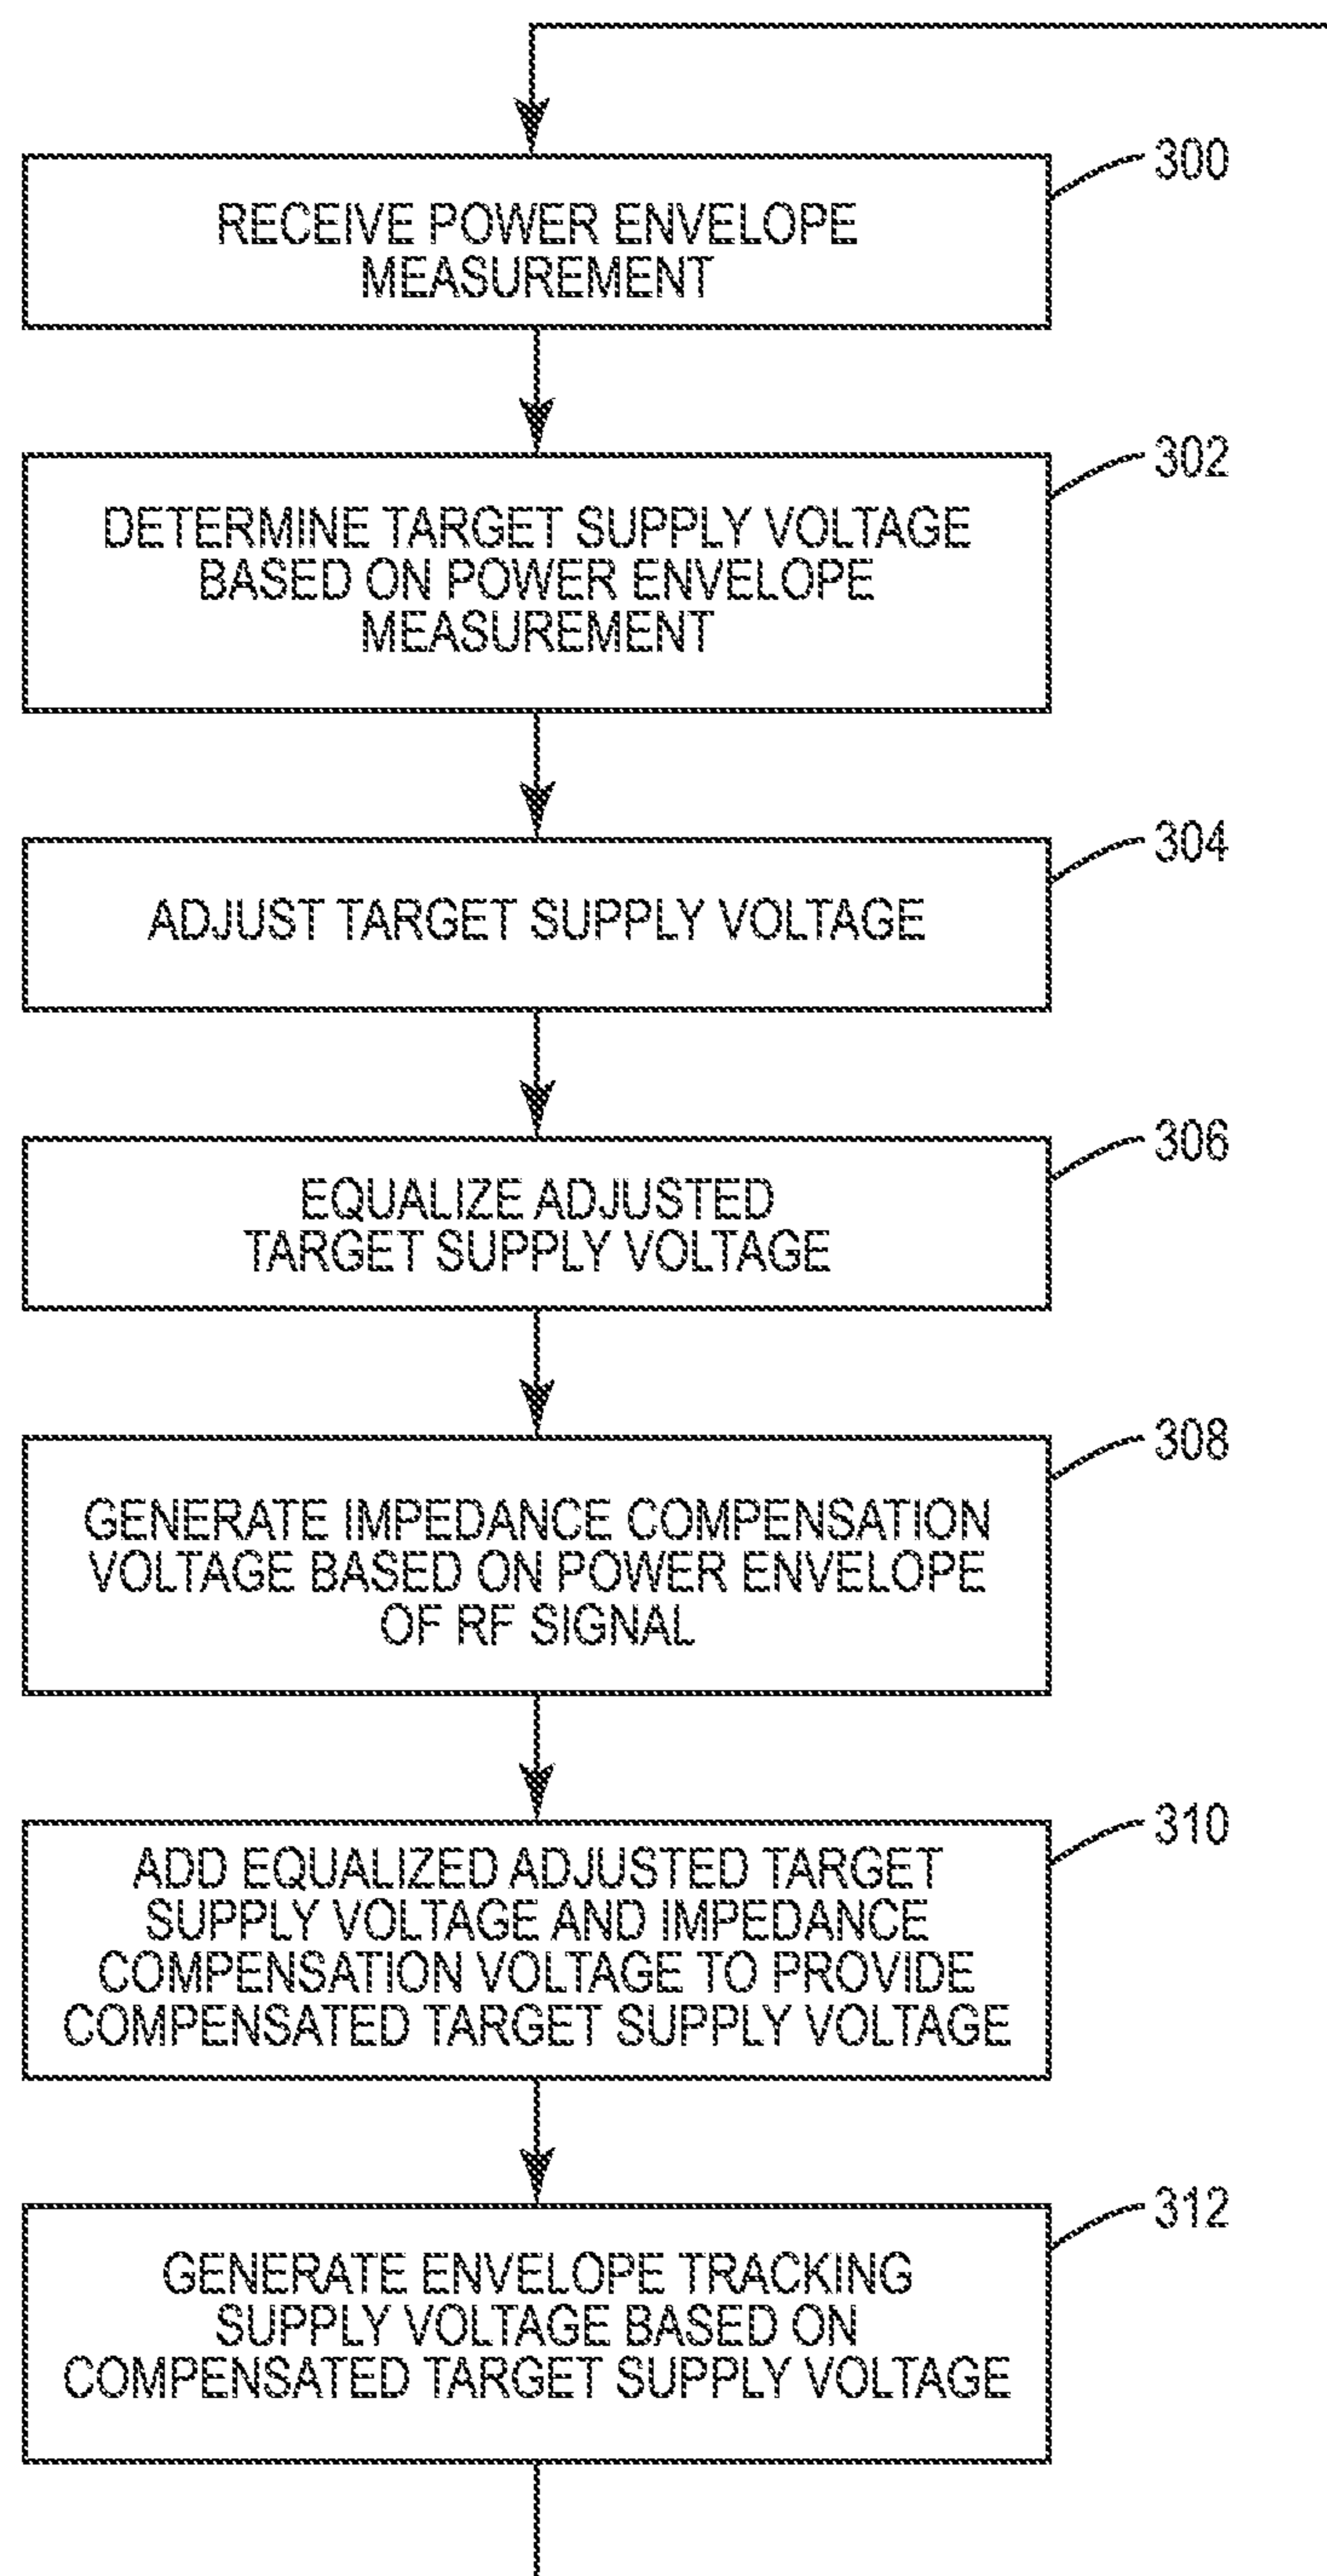 300
RECEIVE POWER ENVELOPE
MEASUREMENT
302
DETERMINE TARGET SUPPLY VOLTAGE
BASED ON POWER ENVELOPE
MEASUREMENT
304
ADJUST TARGET SUPPLY VOLTAGE
306
EQUALIZE ADJUSTED
TARGET SUPPLY VOLTAGE
308
GENERATE IMPEDANCE COMPENSATION
VOLTAGE BASED ON POWER ENVELOPE
OF RF SIGNAL
310
ADD EQUALIZED ADJUSTED TARGET
SUPPLY VOLTAGE AND IMPEDANCE
COMPENSATION VOLTAGE TO PROVIDE
COMPENSATED TARGET SUPPLY VOLTAGE
312
GENERATE ENVELOPE TRACKING
SUPPLY VOLTAGE BASED ON
COMPENSATED TARGET SUPPLY VOLTAGE